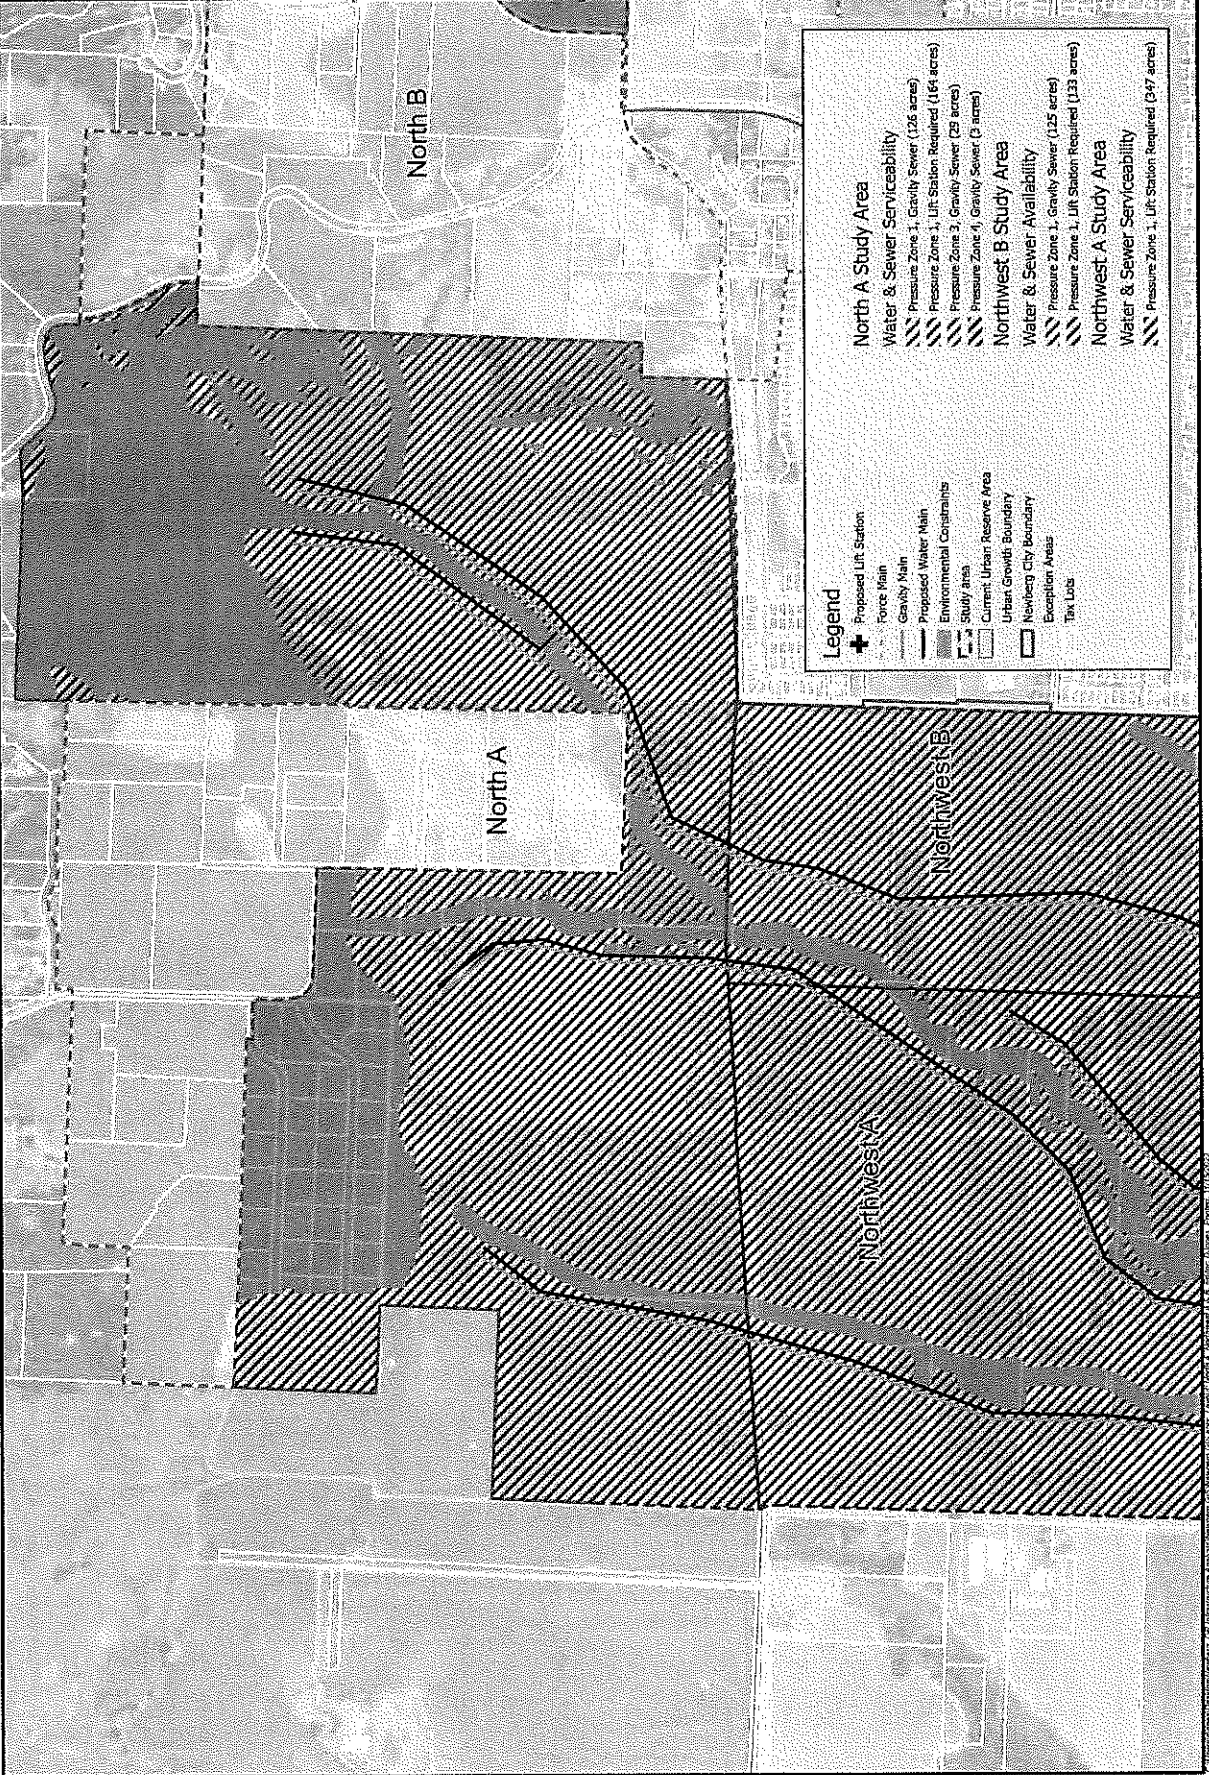 North B
North A
Northwest B
Northwest A
Legend
Proposed Lift Station
Force Main
Gravity Main
Proposed Water Main
Environmental Constraints
Study area
Current Urban Reserve Area
Urban Growth Boundary
Newberg City Boundary
Exception Areas
Tax Lots
North A Study Area
Water & Sewer Serviceability
Pressure Zone 1, Gravity Sewer (126 acres)
Pressure Zone 1, Lift Station Required (164 acres)
Pressure Zone 3, Gravity Sewer (29 acres)
Pressure Zone 4, Gravity Sewer (3 acres)
Northwest B Study Area
Water & Sewer Availability
Pressure Zone 1, Gravity Sewer (125 acres)
Pressure Zone 1, Lift Station Required (133 acres)
Northwest A Study Area
Water & Sewer Serviceability
Pressure Zone 1, Lift Station Required (347 acres)